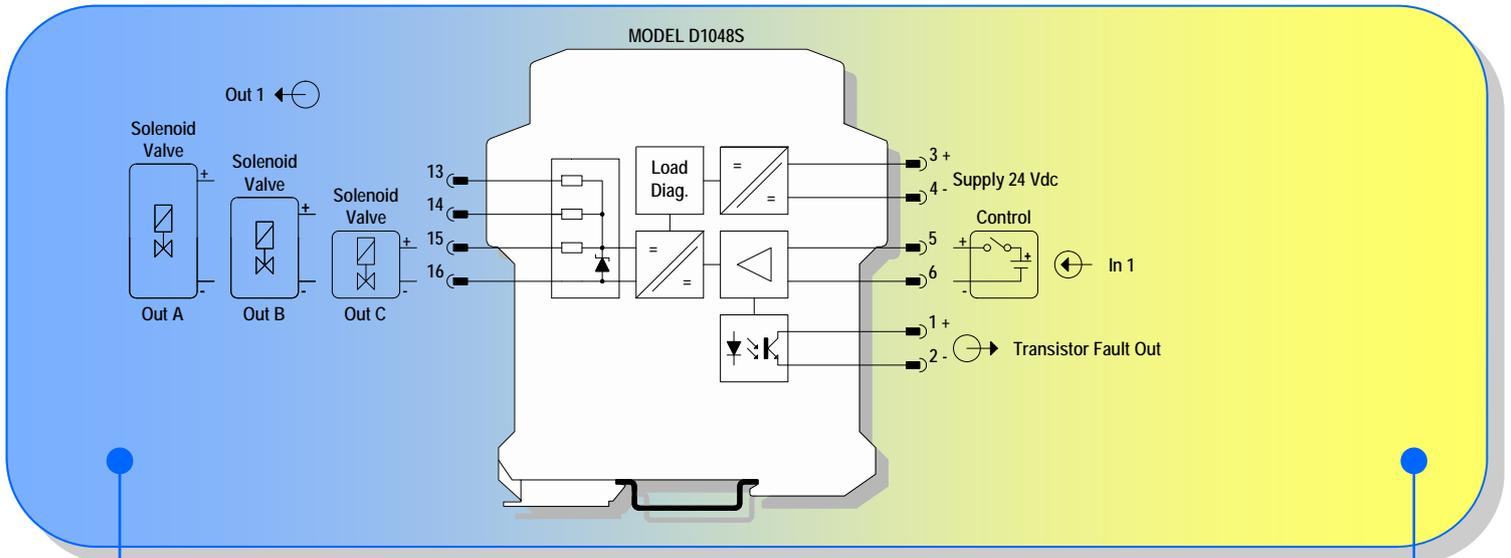 MODEL D1048S
Out 1
Solenoid
Valve
+
-
Out A
Solenoid
Valve
+
-
Out B
Solenoid
Valve
+
-
Out C
13
14
15
16
Load
Diag.
=
=
=
=
3 +
4 -
Supply 24 Vdc
5
6
Control
+
-
+
In 1
1 +
2 -
Transistor Fault Out